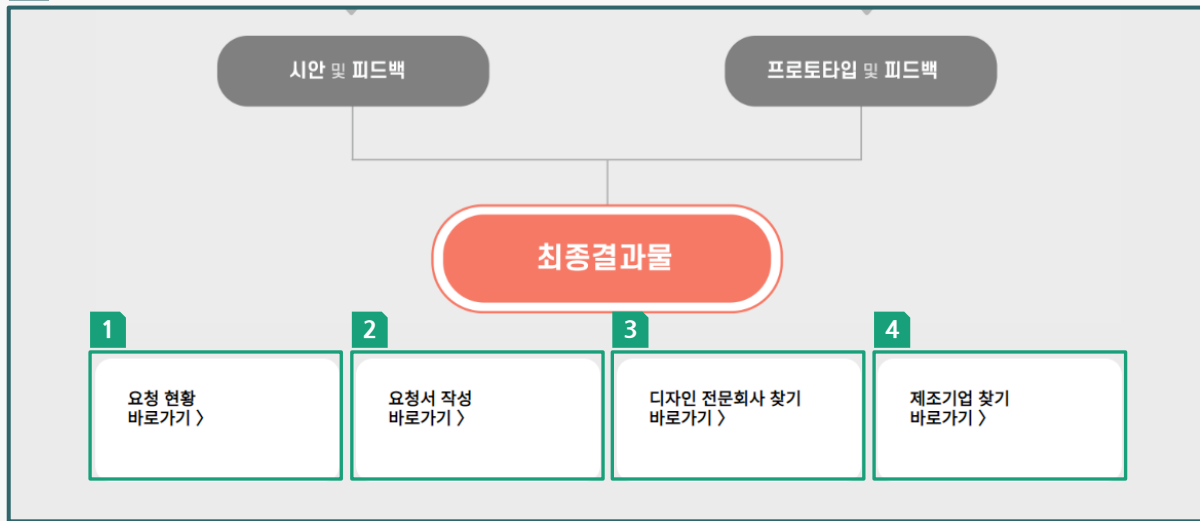 시안 및 피드백
프로토타입 및 피드백
최종결과물
1
2
3
4
요청 현황
바로가기 〉
요청서 작성
바로가기 〉
디자인 전문회사 찾기
바로가기 〉
제조기업 찾기
바로가기 〉